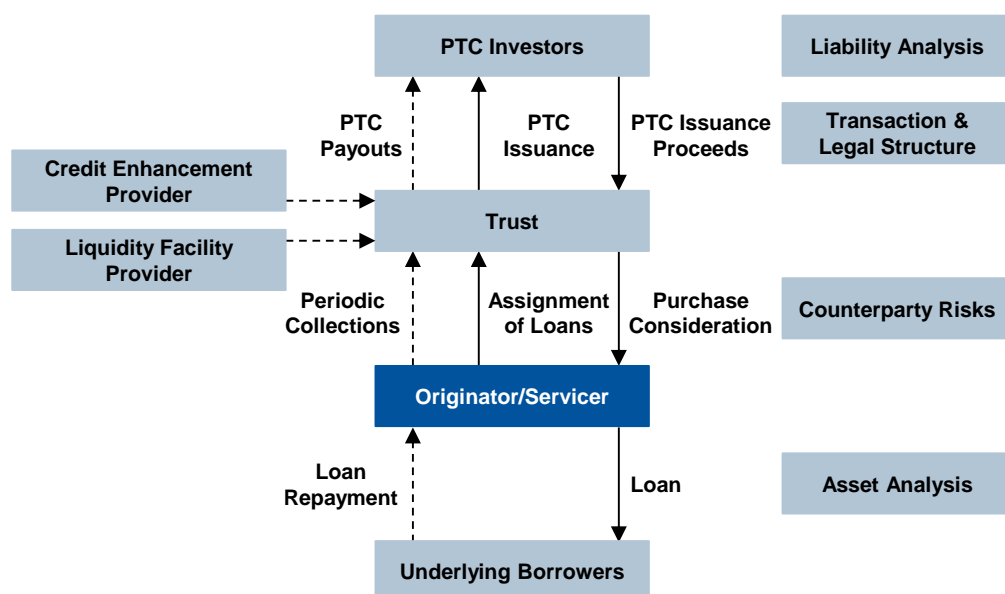 PTC Investors
Liability Analysis
PTC
Payouts
PTC
Issuance
PTC Issuance
Proceeds
Transaction &
Legal Structure
Credit Enhancement
Provider
Trust
Liquidity Facility
Provider
Periodic
Collections
Assignment
of Loans
Purchase
Consideration
Counterparty Risks
Originator/Servicer
Loan
Repayment
Loan
Asset Analysis
Underlying Borrowers